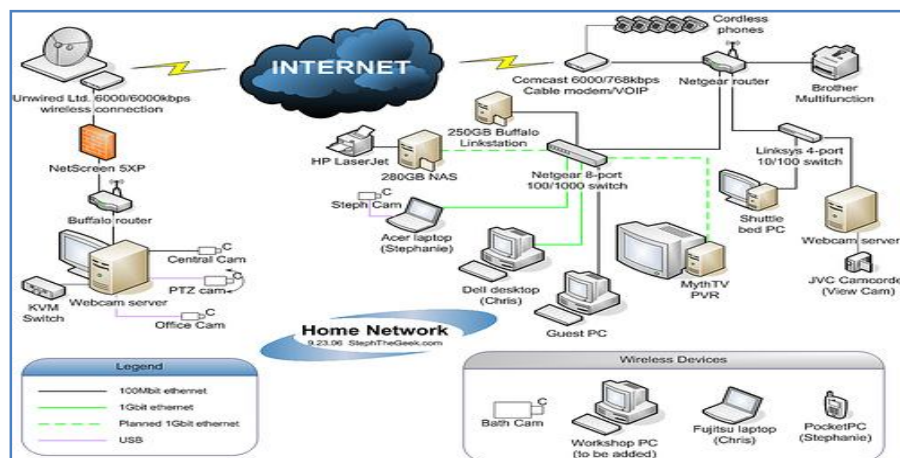 Cordless
phones
INTERNET
Unwired Ltd. 6000/6000kbps
wireless connection
Comcast 6000/768kbps
Cable modem/VOIP
Netgear router
Brother
Multifunction
NetScreen 5XP
250GB Buffalo
Linkstation
HP LaserJet
280GB NAS
Netgear 8-port
100/1000 switch
Linksys 4-port
10/100 switch
Buffalo router
Steph Cam
C
Acer laptop
(Stephanie)
Shuttle
bed PC
Webcam server
Central Cam
C
PTZ cam
C
Office Cam
C
KVM
Switch
Webcam server
Dell desktop
(Chris)
Guest PC
MythTV
PVR
JVC Camcorde
(View Cam)
Home Network
9.23.06 StephTheGeek.com
Legend
100Mbit ethernet
1Gbit ethernet
Planned 1Gbit ethernet
USB
Wireless Devices
C
Bath Cam
Workshop PC
(to be added)
Fujitsu laptop
(Chris)
PocketPC
(Stephanie)